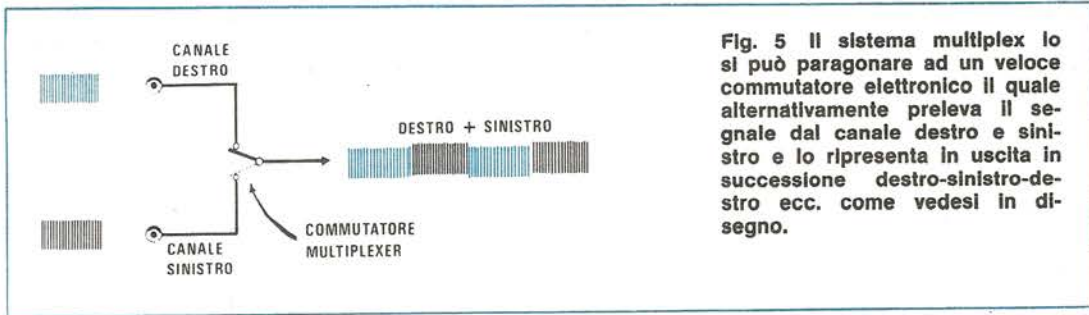 CANALE
DESTRO
DESTRO + SINISTRO
COMMUTATORE
MULTIPLEXER
CANALE
SINISTRO
Fig. 5 Il sistema multiplex lo
si può paragonare ad un veloce
commutatore elettronico il quale
alternativamente preleva il se-
gnale dal canale destro e sini-
stro e lo ripresenta in uscita in
successione destro-sinistro-de-
stro ecc. come vedesi in di-
segno.